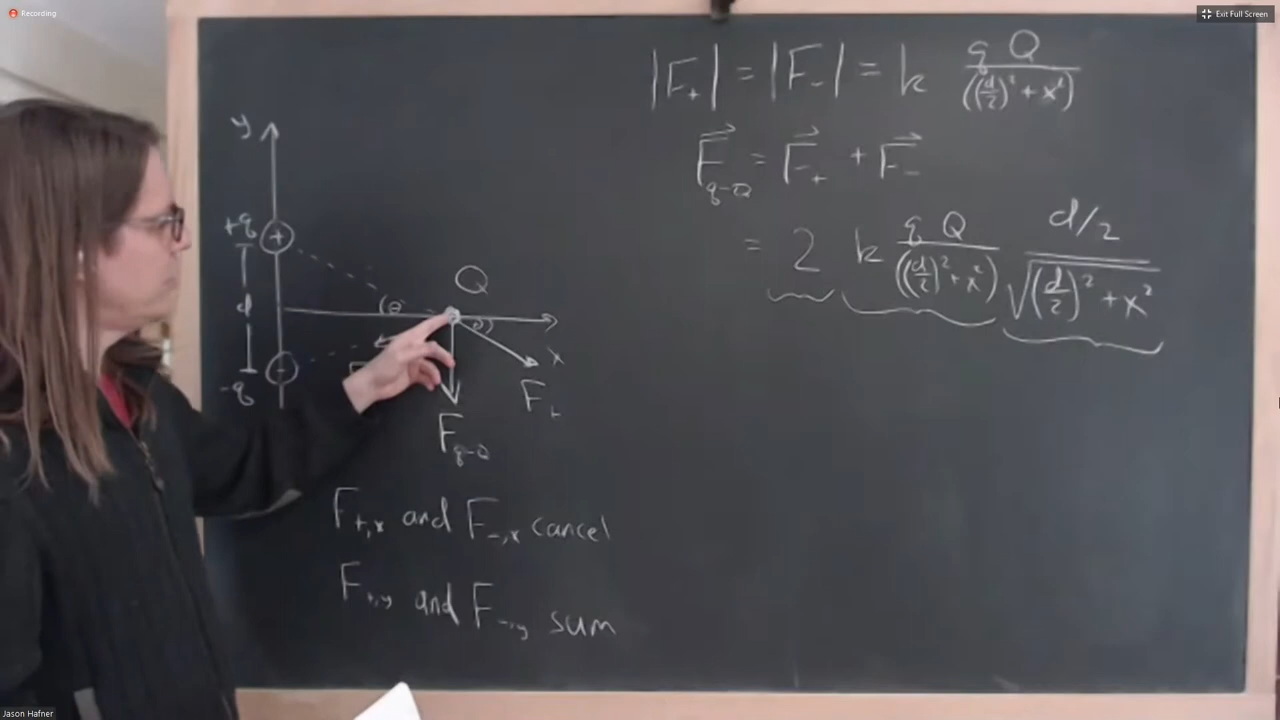 Recording
Exit Full Screen
|F₊| = |F₋| = k qQ/((d/2)² + x²)
F⃗q-Q = F⃗₊ + F⃗₋
= 2 k qQ/((d/2)² + x²) d/2/√((d/2)² + x²)
y
+q
+
Q
d
(θ
θ)
x
-q
-
F₊
F
Fq-Q
F+,x and F-,x cancel
F+,y and F-,y sum
Jason Hafner